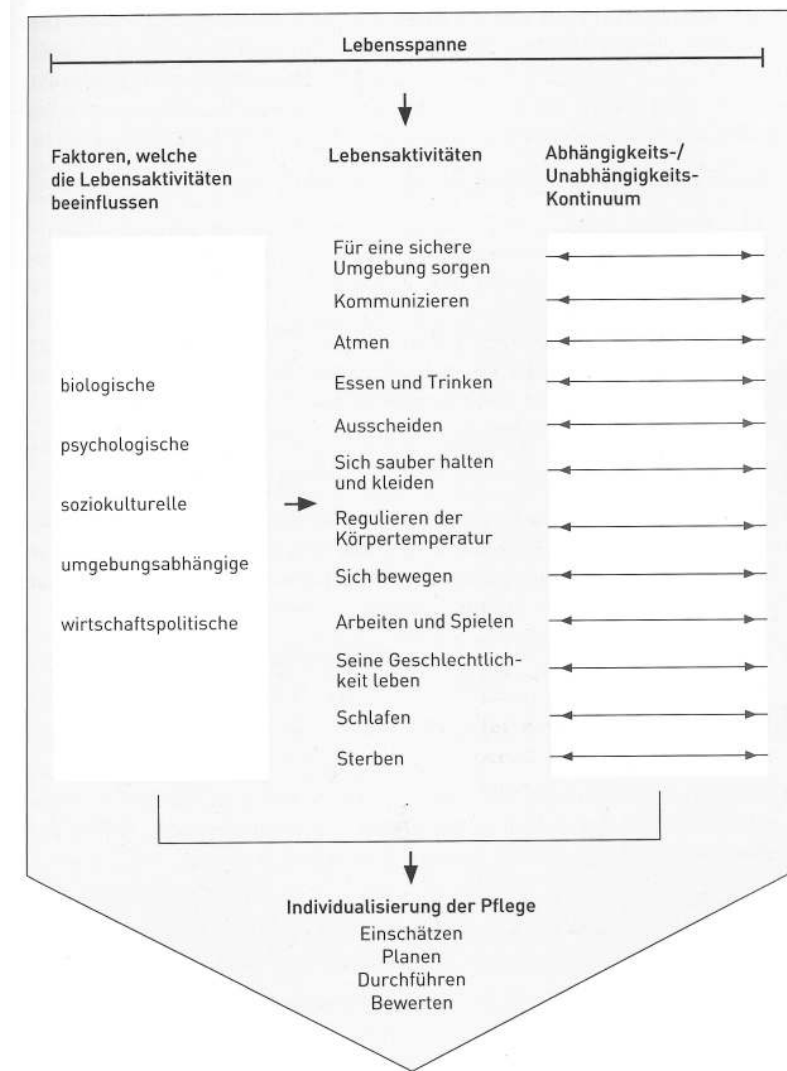 Lebensspanne
Faktoren, welche
die Lebensaktivitäten
beeinflussen
biologische
psychologische
soziokulturelle
umgebungsabhängige
wirtschaftspolitische
Lebensaktivitäten
Für eine sichere
Umgebung sorgen
Kommunizieren
Atmen
Essen und Trinken
Ausscheiden
Sich sauber halten
und kleiden
Regulieren der
Körpertemperatur
Sich bewegen
Arbeiten und Spielen
Seine Geschlechtlich-
keit leben
Schlafen
Sterben
Abhängigkeits-/
Unabhängigkeits-
Kontinuum
Individualisierung der Pflege
Einschätzen
Planen
Durchführen
Bewerten